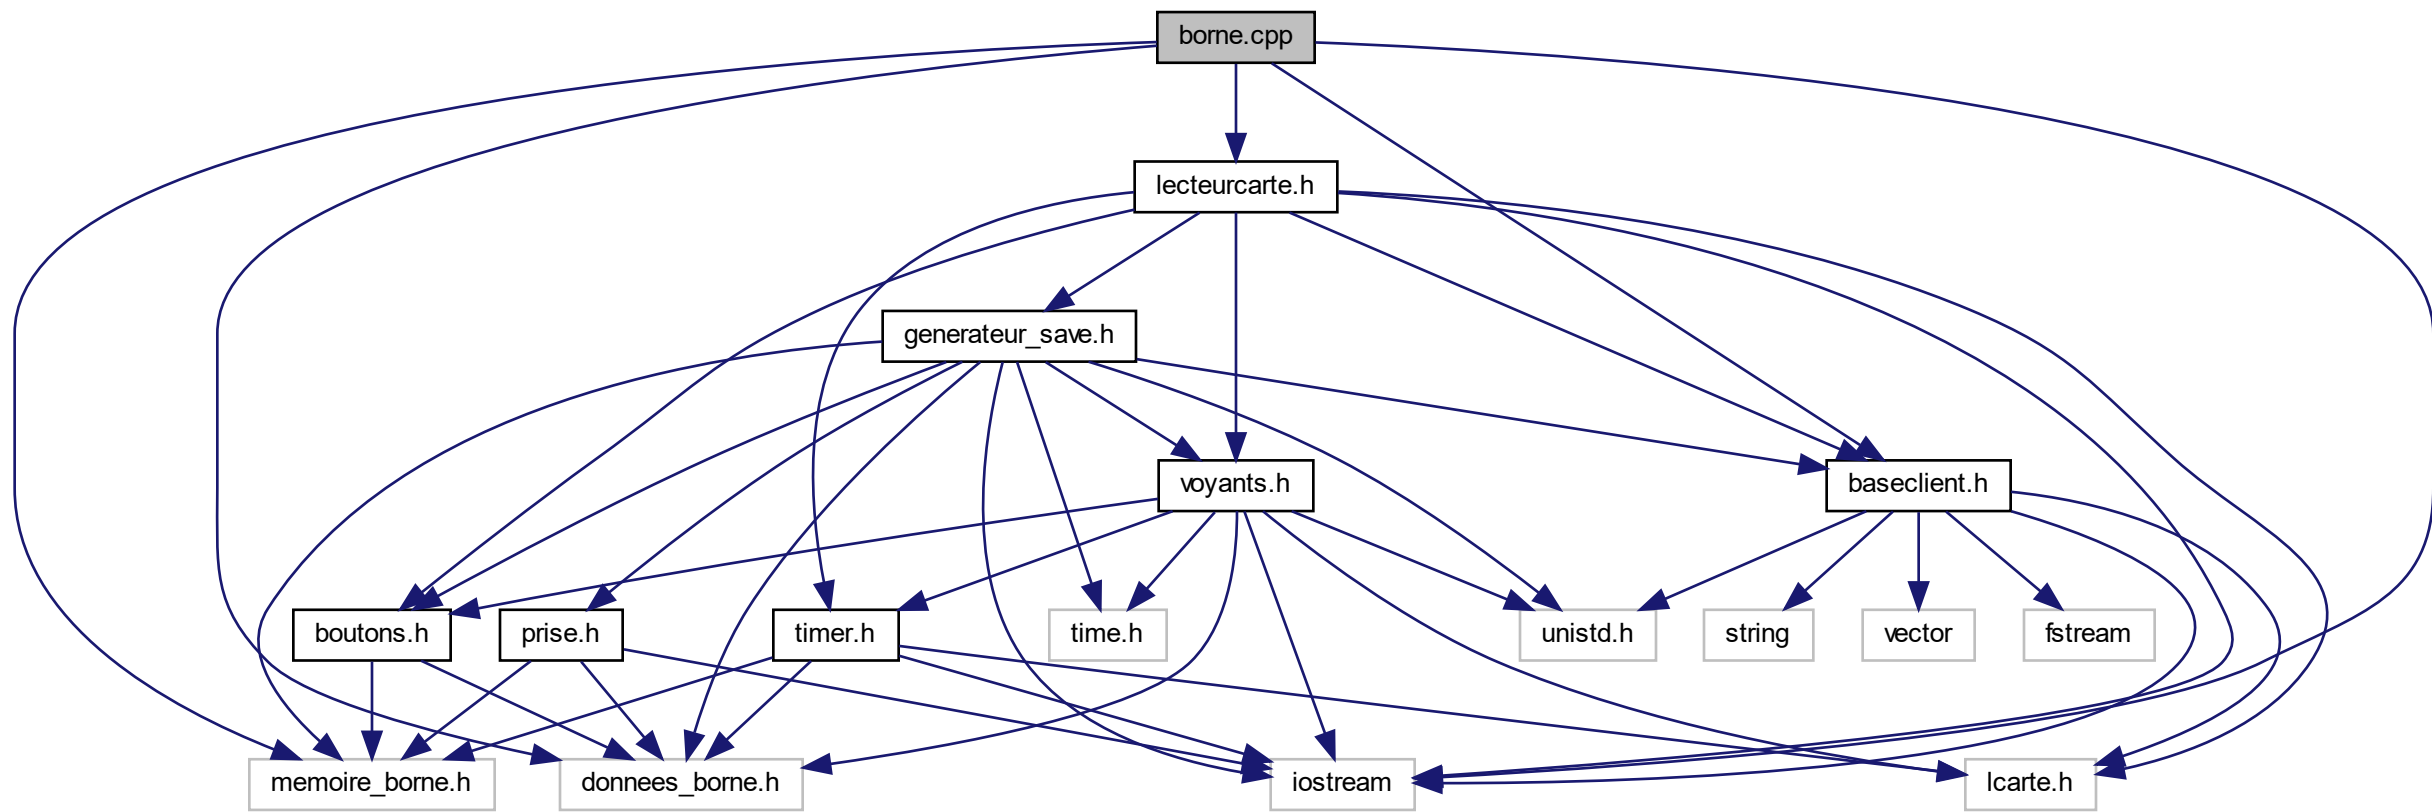 borne.cpp
lecteurcarte.h
generateur_save.h
voyants.h
baseclient.h
boutons.h
prise.h
timer.h
time.h
unistd.h
string
vector
fstream
memoire_borne.h
donnees_borne.h
iostream
lcarte.h